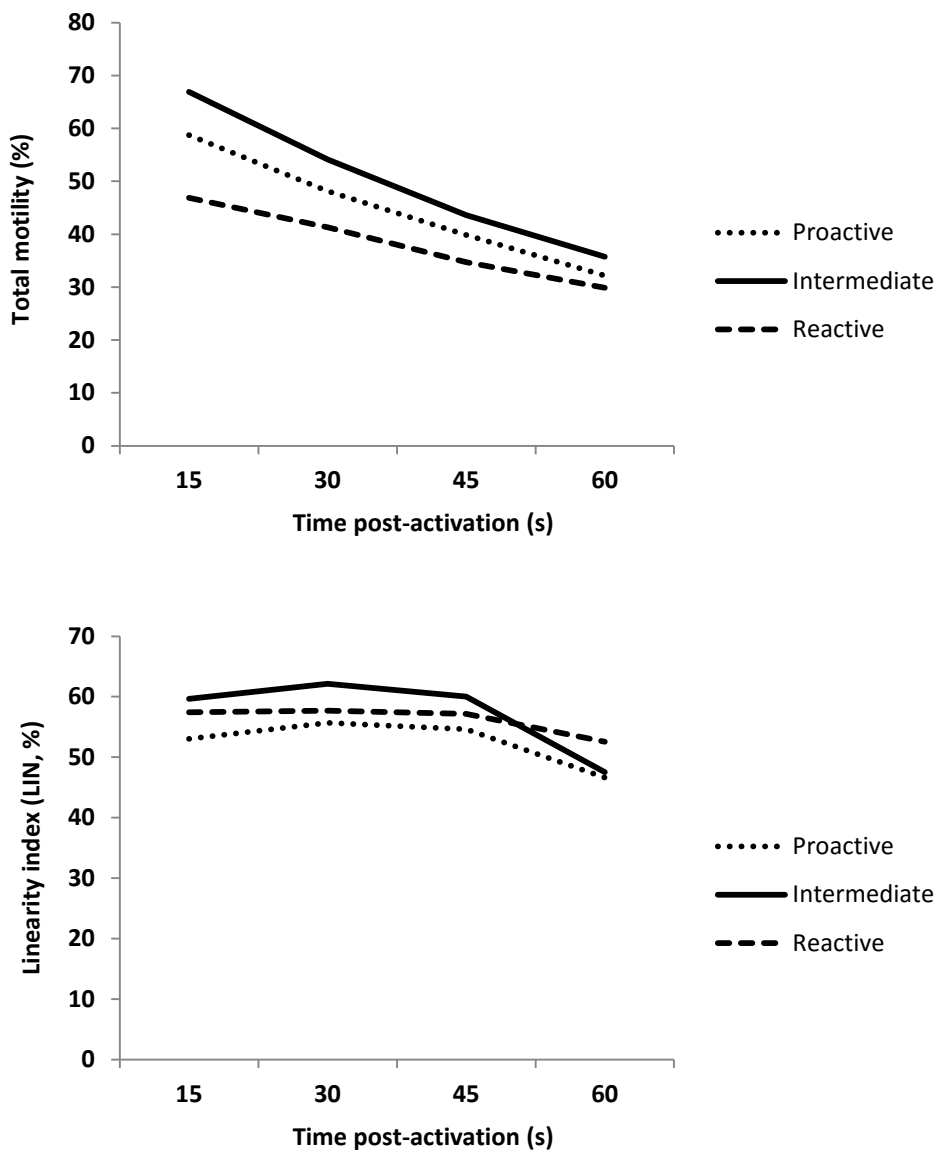 80
70
60
50
40
30
20
10
0
Total motility (%)
15 30 45 60
Time post-activation (s)
Proactive
Intermediate
Reactive
70
60
50
40
30
20
10
0
Linearity index (LIN, %)
15 30 45 60
Time post-activation (s)
Proactive
Intermediate
Reactive